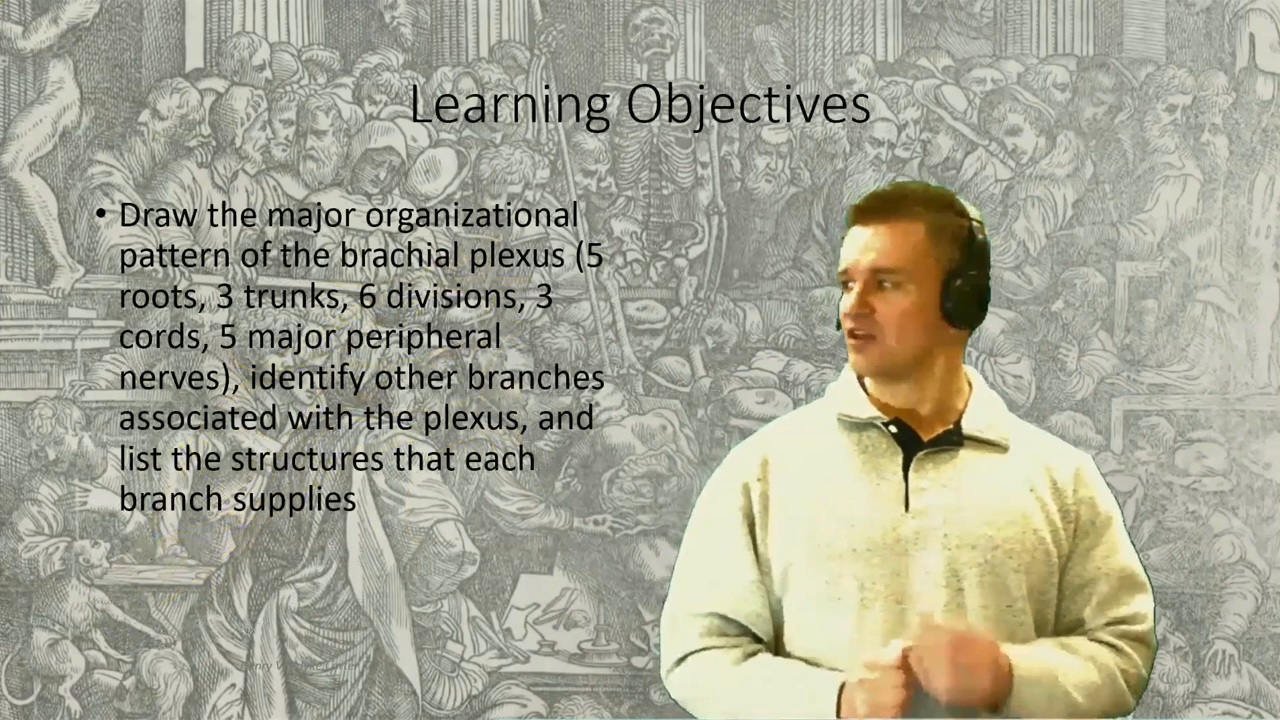 Learning Objectives
• Draw the major organizational
pattern of the brachial plexus (5
roots, 3 trunks, 6 divisions, 3
cords, 5 major peripheral
nerves), identify other branches
associated with the plexus, and
list the structures that each
branch supplies